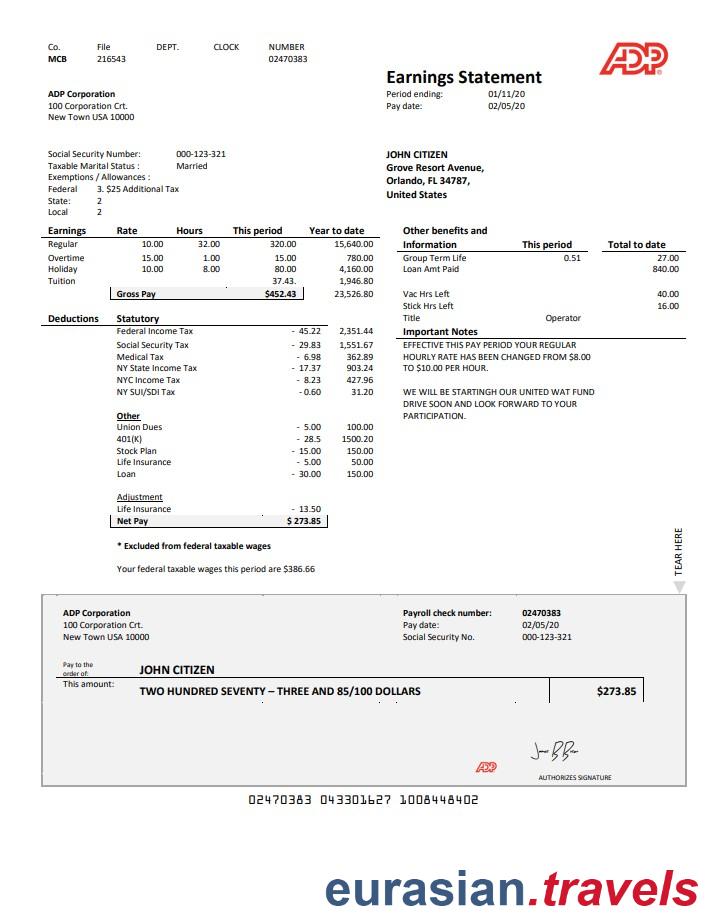 Co. File DEPT. CLOCK NUMBER
MCB 216543 02470383
ADP
Earnings Statement
Period ending: 01/11/20
Pay date: 02/05/20
ADP Corporation
100 Corporation Crt.
New Town USA 10000
Social Security Number: 000-123-321
Taxable Marital Status : Married
Exemptions / Allowances :
Federal 3. $25 Additional Tax
State: 2
Local 2
JOHN CITIZEN
Grove Resort Avenue,
Orlando, FL 34787,
United States
Earnings Rate Hours This period Year to date
Regular 10.00 32.00 320.00 15,640.00
Overtime 15.00 1.00 15.00 780.00
Holiday 10.00 8.00 80.00 4,160.00
Tuition 37.43. 1,946.80
Gross Pay $452.43 23,526.80
Other benefits and
Information This period Total to date
Group Term Life 0.51 27.00
Loan Amt Paid 840.00
Vac Hrs Left 40.00
Stick Hrs Left 16.00
Title Operator
Important Notes
EFFECTIVE THIS PAY PERIOD YOUR REGULAR
HOURLY RATE HAS BEEN CHANGED FROM $8.00
TO $10.00 PER HOUR.
WE WILL BE STARTINGH OUR UNITED WAT FUND
DRIVE SOON AND LOOK FORWARD TO YOUR
PARTICIPATION.
Deductions Statutory
Federal Income Tax - 45.22 2,351.44
Social Security Tax - 29.83 1,551.67
Medical Tax - 6.98 362.89
NY State Income Tax - 17.37 903.24
NYC Income Tax - 8.23 427.96
NY SUI/SDI Tax - 0.60 31.20
Other
Union Dues - 5.00 100.00
401(K) - 28.5 1500.20
Stock Plan - 15.00 150.00
Life Insurance - 5.00 50.00
Loan - 30.00 150.00
Adjustment
Life Insurance - 13.50
Net Pay $ 273.85
* Excluded from federal taxable wages
Your federal taxable wages this period are $386.66
TEAR HERE
ADP Corporation
100 Corporation Crt.
New Town USA 10000
Payroll check number: 02470383
Pay date: 02/05/20
Social Security No. 000-123-321
Pay to the
order of: JOHN CITIZEN
This amount: TWO HUNDRED SEVENTY – THREE AND 85/100 DOLLARS $273.85
ADP
AUTHORIZES SIGNATURE
02470383 043301627 1008448402
eurasian.travels